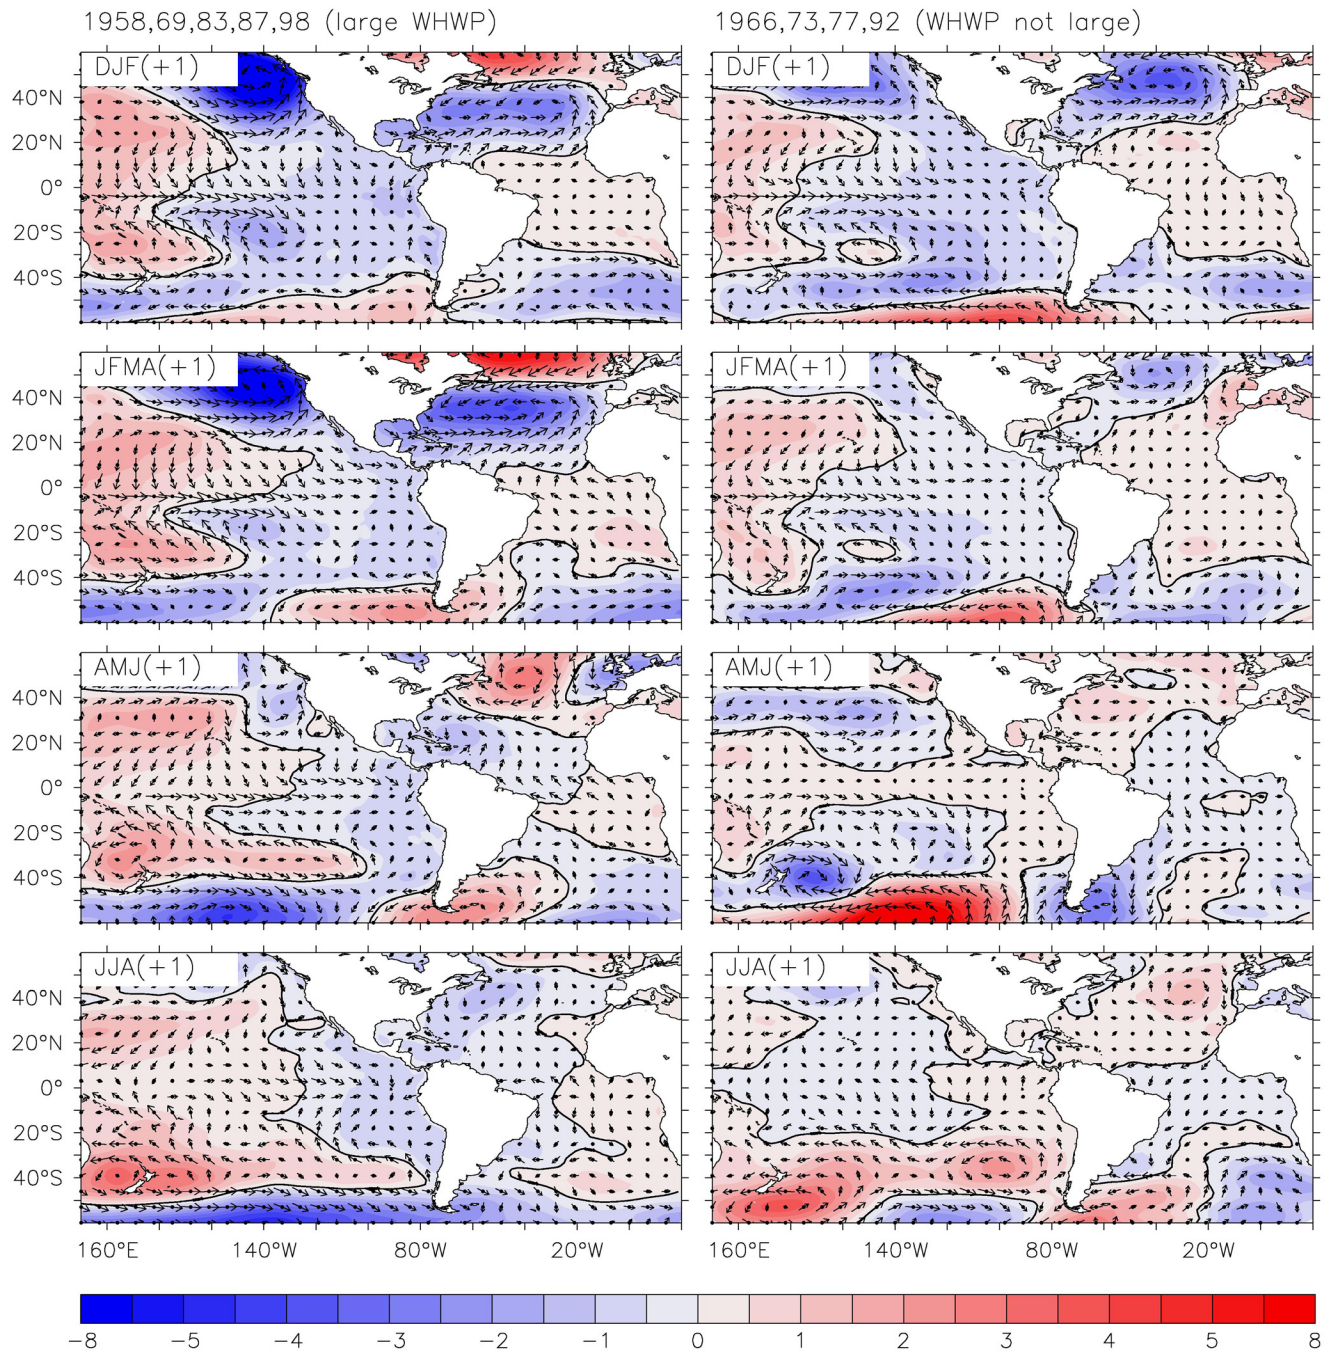 1958,69,83,87,98 (large WHWP) 1966,73,77,92 (WHWP not large)
DJF(+1) DJF(+1)
40°N
20°N
0°
20°S
40°S
JFMA(+1) JFMA(+1)
40°N
20°N
0°
20°S
40°S
AMJ(+1) AMJ(+1)
40°N
20°N
0°
20°S
40°S
JJA(+1) JJA(+1)
40°N
20°N
0°
20°S
40°S
160°E 140°W 80°W 20°W 160°E 140°W 80°W 20°W
-8 -5 -4 -3 -2 -1 0 1 2 3 4 5 8